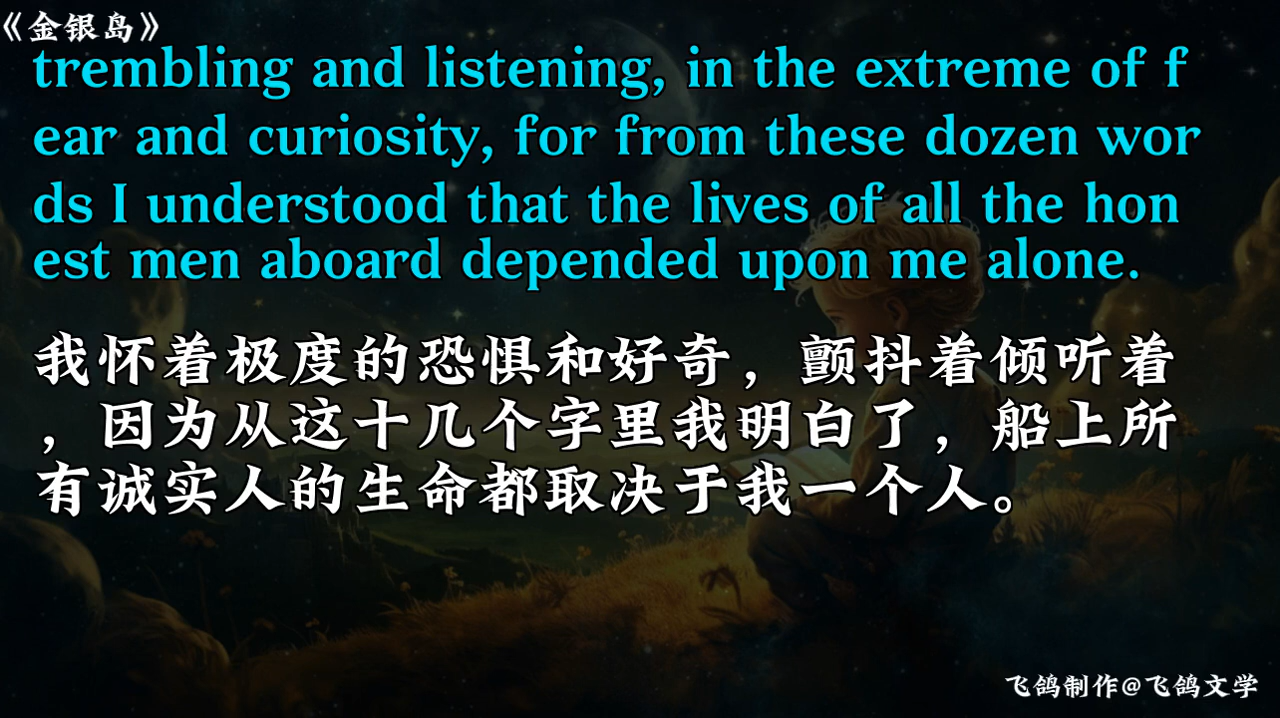 《金银岛》
trembling and listening, in the extreme of f
ear and curiosity, for from these dozen wor
ds I understood that the lives of all the hon
est men aboard depended upon me alone.
我怀着极度的恐惧和好奇，颤抖着倾听着
，因为从这十几个字里我明白了，船上所
有诚实人的生命都取决于我一个人。
飞鸽制作@飞鸽文学